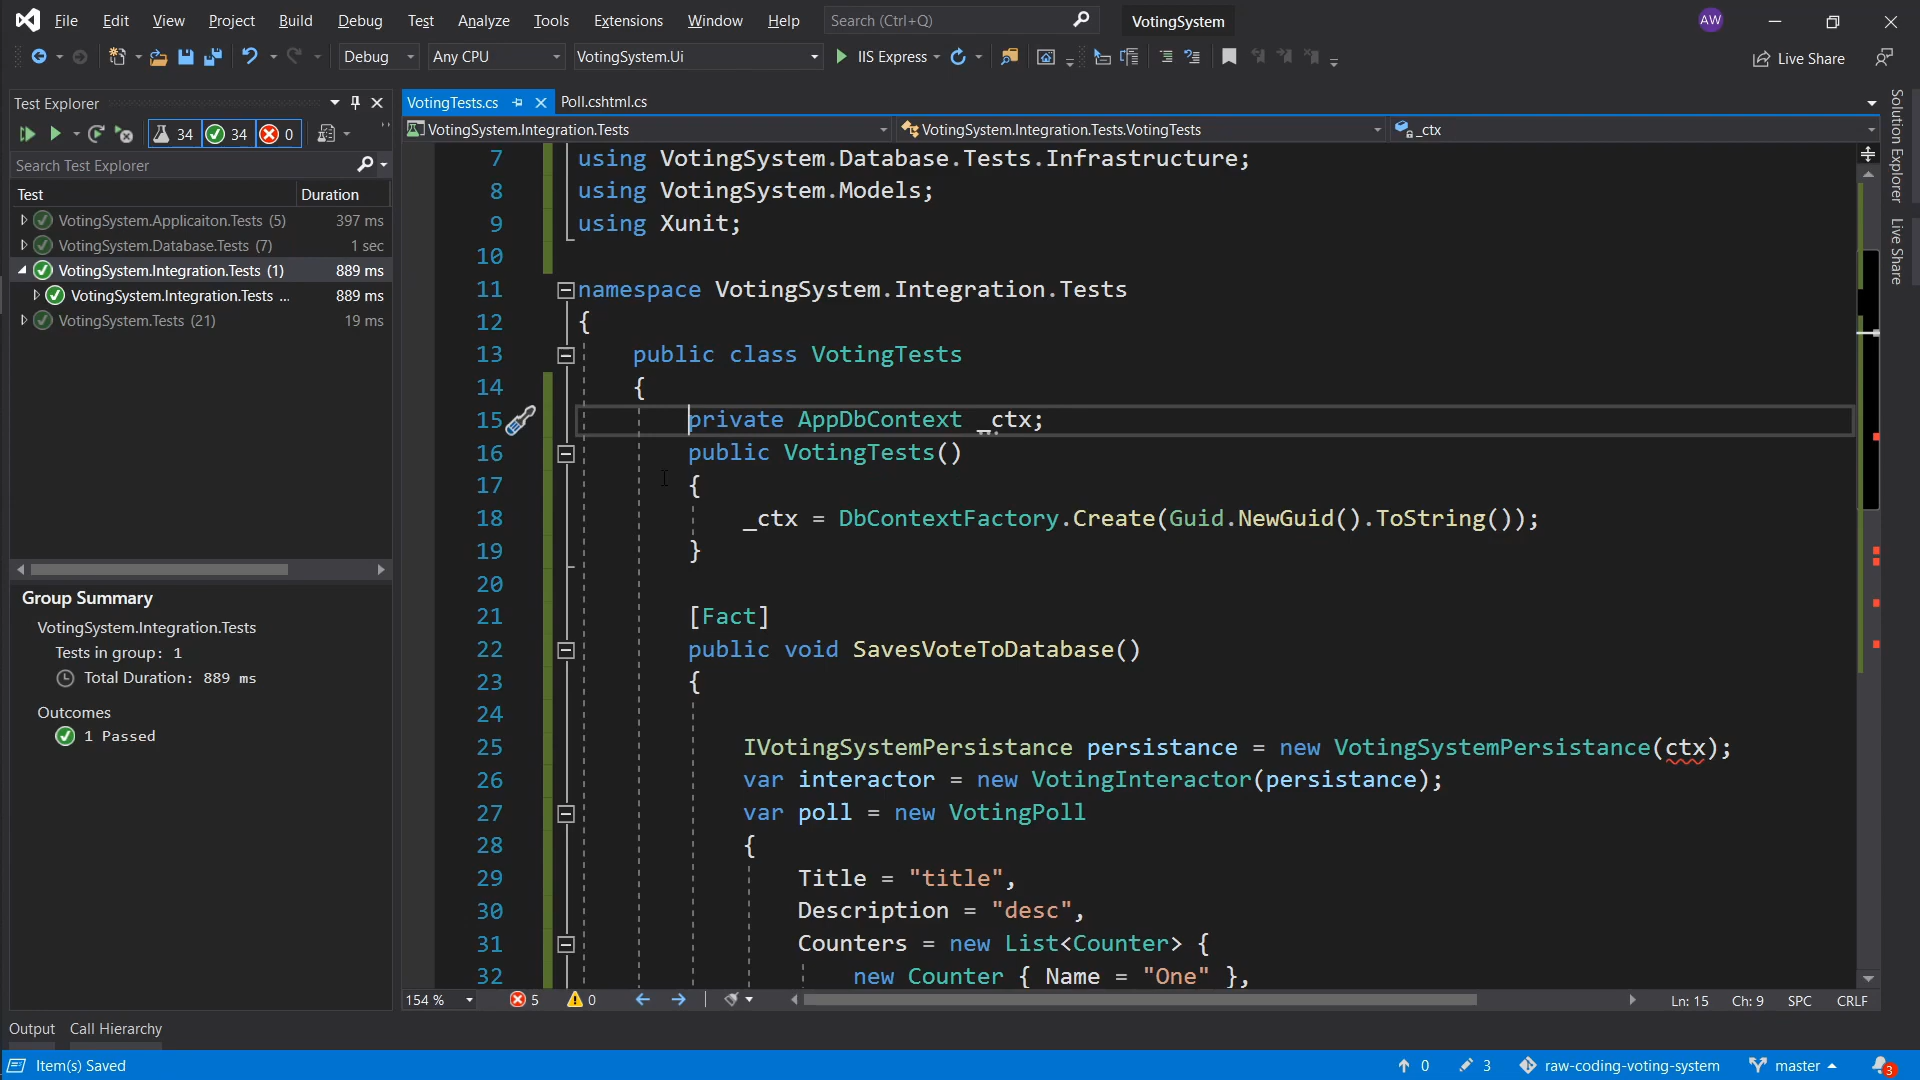 File Edit View Project Build Debug Test Analyze Tools Extensions Window Help Search (Ctrl+Q) VotingSystem AW
Debug Any CPU VotingSystem.Ui IIS Express Live Share
Test Explorer
34 34 0
Search Test Explorer
Test Duration
VotingSystem.Applicaiton.Tests (5) 397 ms
VotingSystem.Database.Tests (7) 1 sec
VotingSystem.Integration.Tests (1) 889 ms
VotingSystem.Integration.Tests ... 889 ms
VotingSystem.Tests (21) 19 ms
Group Summary
VotingSystem.Integration.Tests
Tests in group: 1
Total Duration: 889 ms
Outcomes
1 Passed
VotingTests.cs Poll.cshtml.cs
VotingSystem.Integration.Tests VotingSystem.Integration.Tests.VotingTests _ctx
7 using VotingSystem.Database.Tests.Infrastructure;
8 using VotingSystem.Models;
9 using Xunit;
10
11 namespace VotingSystem.Integration.Tests
12 {
13 public class VotingTests
14 {
15 private AppDbContext _ctx;
16 public VotingTests()
17 {
18 _ctx = DbContextFactory.Create(Guid.NewGuid().ToString());
19 }
20
21 [Fact]
22 public void SavesVoteToDatabase()
23 {
24
25 IVotingSystemPersistance persistance = new VotingSystemPersistance(ctx);
26 var interactor = new VotingInteractor(persistance);
27 var poll = new VotingPoll
28 {
29 Title = "title",
30 Description = "desc",
31 Counters = new List<Counter> {
32 new Counter { Name = "One" },
154 % 5 0 Ln: 15 Ch: 9 SPC CRLF
Solution Explorer
Live Share
Output Call Hierarchy
Item(s) Saved 0 3 raw-coding-voting-system master 3